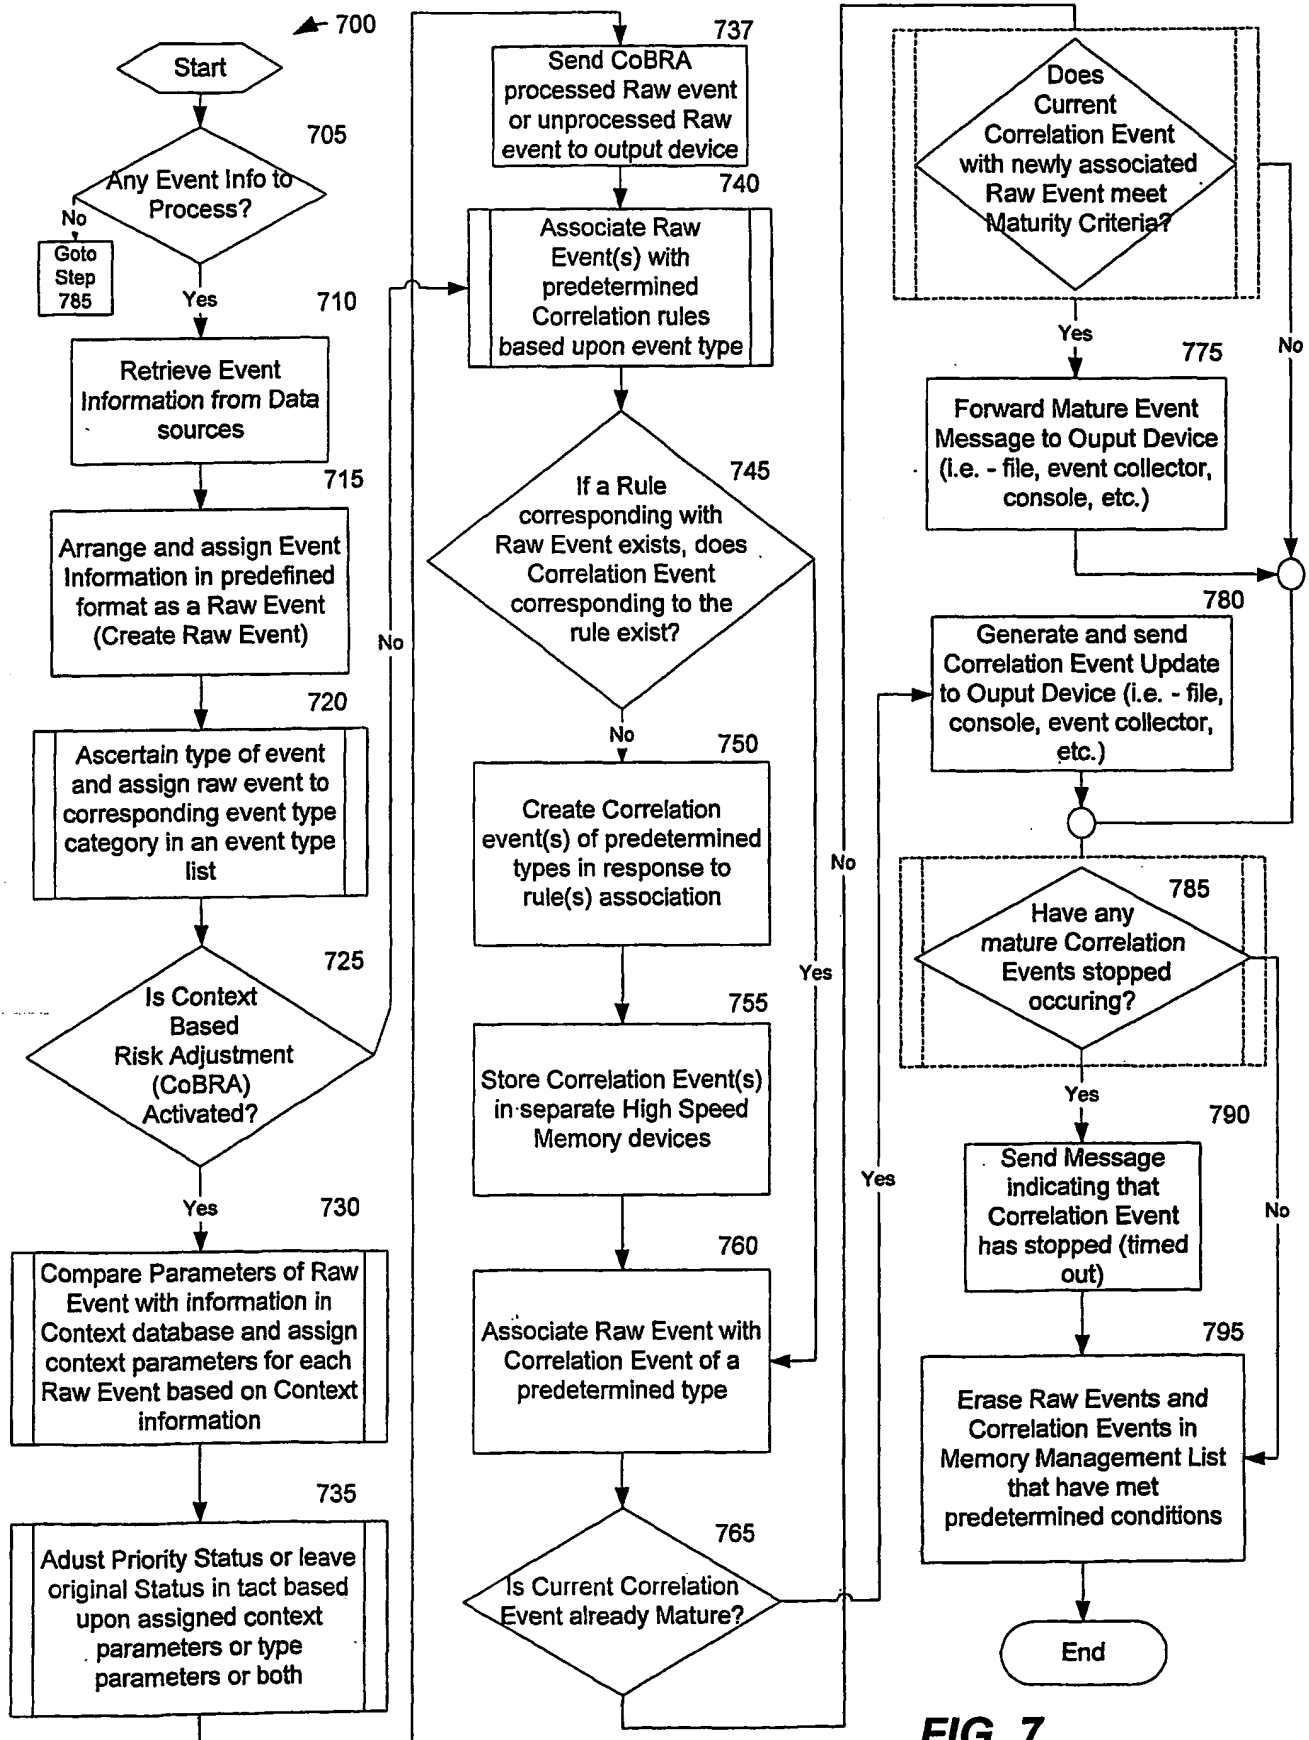 700
Start
705
Any Event Info to
Process?
No
Goto
Step
785
Yes
710
Retrieve Event
Information from Data
sources
715
Arrange and assign Event
Information in predefined
format as a Raw Event
(Create Raw Event)
720
Ascertain type of event
and assign raw event to
corresponding event type
category in an event type
list
725
Is Context
Based
Risk Adjustment
(CoBRA)
Activated?
No
Yes
730
Compare Parameters of Raw
Event with information in
Context database and assign
context parameters for each
Raw Event based on Context
information
735
Adust Priority Status or leave
original Status in tact based
upon assigned context
parameters or type
parameters or both
737
Send CoBRA
processed Raw event
or unprocessed Raw
event to output device
740
Associate Raw
Event(s) with
predetermined
Correlation rules
based upon event type
745
If a Rule
corresponding with
Raw Event exists, does
Correlation Event
corresponding to the
rule exist?
No
Yes
750
Create Correlation
event(s) of predetermined
types in response to
rule(s) association
755
Store Correlation Event(s)
in separate High Speed
Memory devices
760
Associate Raw Event with
Correlation Event of a
predetermined type
765
Is Current Correlation
Event already Mature?
No
Yes
Does
Current
Correlation Event
with newly associated
Raw Event meet
Maturity Criteria?
Yes
No
775
Forward Mature Event
Message to Ouput Device
(i.e. - file, event collector,
console, etc.)
780
Generate and send
Correlation Event Update
to Ouput Device (i.e. - file,
console, event collector,
etc.)
785
Have any
mature Correlation
Events stopped
occuring?
Yes
No
790
Send Message
indicating that
Correlation Event
has stopped (timed
out)
795
Erase Raw Events and
Correlation Events in
Memory Management List
that have met
predetermined conditions
End
FIG. 7